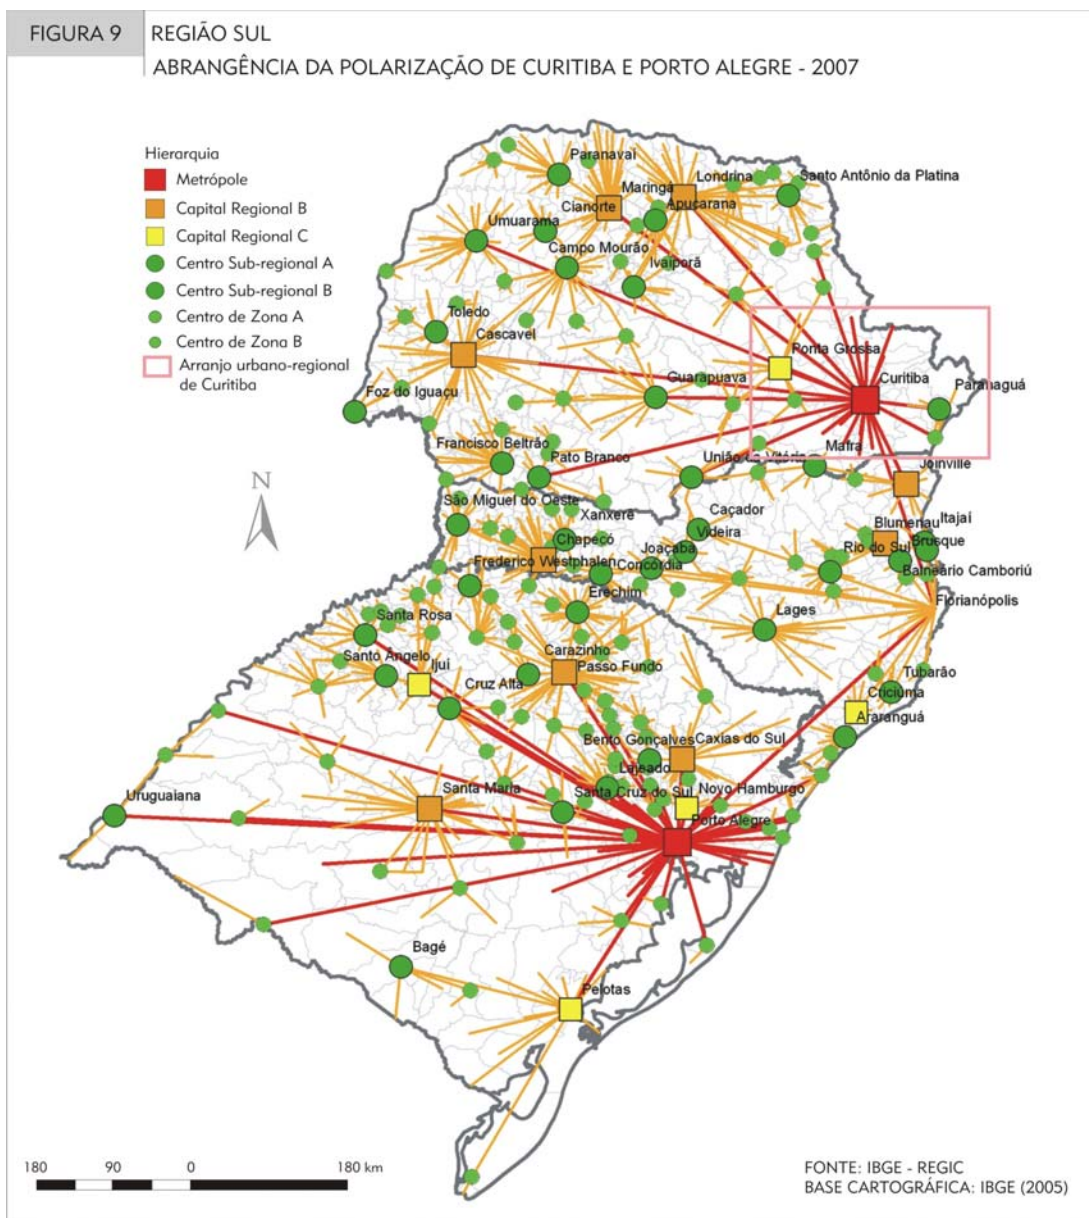 FIGURA 9
REGIÃO SUL
ABRANGÊNCIA DA POLARIZAÇÃO DE CURITIBA E PORTO ALEGRE - 2007
Hierarquia
Metrópole
Capital Regional B
Capital Regional C
Centro Sub-regional A
Centro Sub-regional B
Centro de Zona A
Centro de Zona B
Arranjo urbano-regional
de Curitiba
Paranavaí
Londrina
Santo Antônio da Platina
Maringá
Cianorte
Apucarana
Umuarama
Campo Mourão
Ivaiporã
Toledo
Cascavel
Ponta Grossa
Guarapuava
Curitiba
Paranaguá
Foz do Iguaçu
Francisco Beltrão
Pato Branco
União da Vitória
Mafra
Joinville
São Miguel do Oeste
Xanxerê
Caçador
Chapecó
Videira
Blumenau
Itajaí
Brusque
Joaçaba
Rio do Sul
Frederico Westphalen
Concórdia
Balneário Camboriú
Erechim
Florianópolis
Santa Rosa
Lages
Carazinho
Santo Ângelo
Ijuí
Passo Fundo
Cruz Alta
Tubarão
Criciúma
Araranguá
Bento Gonçalves
Caxias do Sul
Lajeado
Santa Maria
Santa Cruz do Sul
Novo Hamburgo
Uruguaiana
Porto Alegre
Bagé
Pelotas
N
180 90 0 180 km
FONTE: IBGE - REGIC
BASE CARTOGRÁFICA: IBGE (2005)